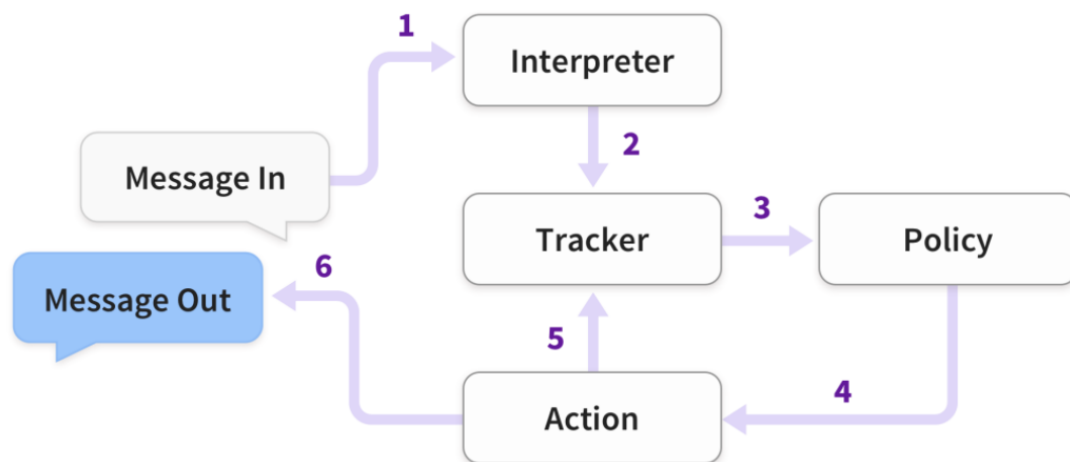 1
Interpreter
2
Message In
Tracker
3
Policy
6
Message Out
5
4
Action